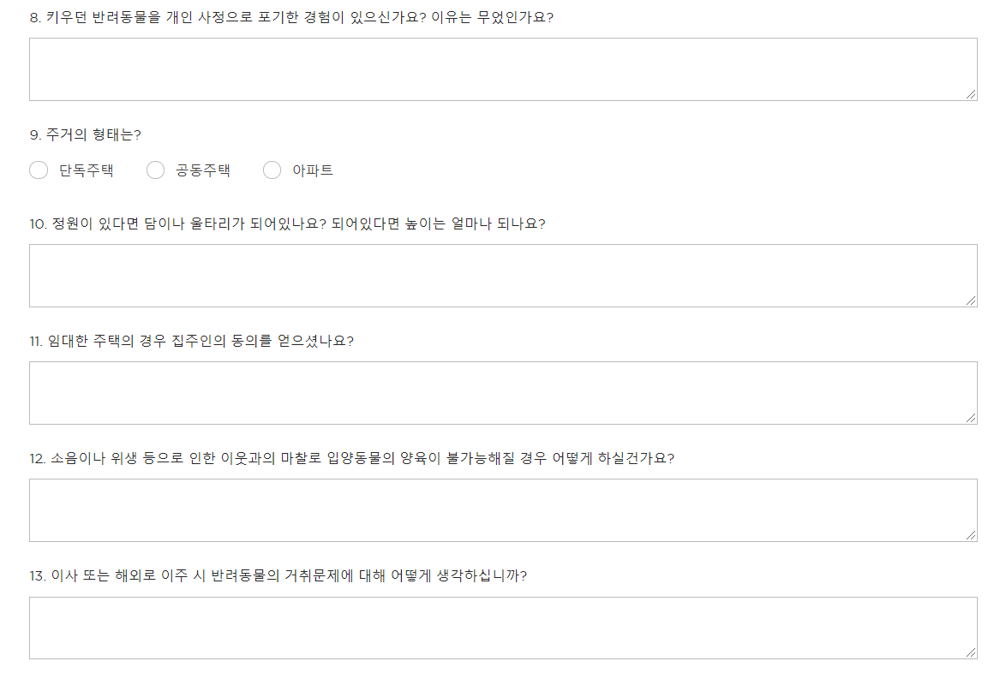 8. 키우던 반려동물을 개인 사정으로 포기한 경험이 있으신가요? 이유는 무엇인가요?
9. 주거의 형태는?
단독주택 공동주택 아파트
10. 정원이 있다면 담이나 울타리가 되어있나요? 되어있다면 높이는 얼마나 되나요?
11. 임대한 주택의 경우 집주인의 동의를 얻으셨나요?
12. 소음이나 위생 등으로 인한 이웃과의 마찰로 입양동물의 양육이 불가능해질 경우 어떻게 하실건가요?
13. 이사 또는 해외로 이주 시 반려동물의 거취문제에 대해 어떻게 생각하십니까?